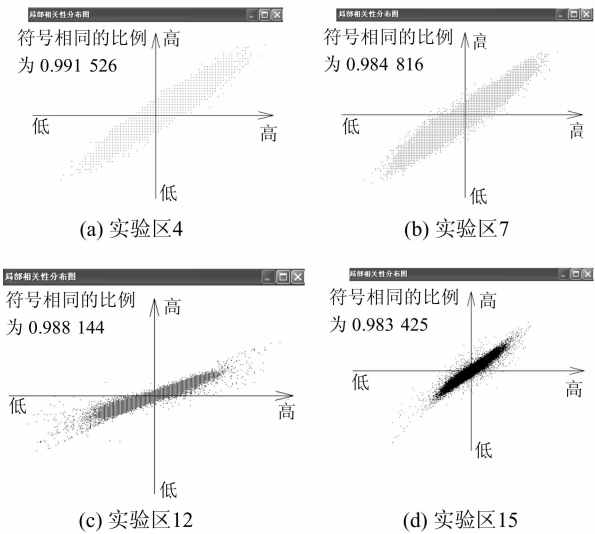 局部相关性分布图
符号相同的比例
为 0.991 526
高
低
高
低
(a) 实验区4
局部相关性分布图
符号相同的比例
为 0.984 816
高
低
高
低
(b) 实验区7
局部相关性分布图
符号相同的比例
为 0.988 144
高
低
高
低
(c) 实验区12
局部相关性分布图
符号相同的比例
为 0.983 425
高
低
高
低
(d) 实验区15